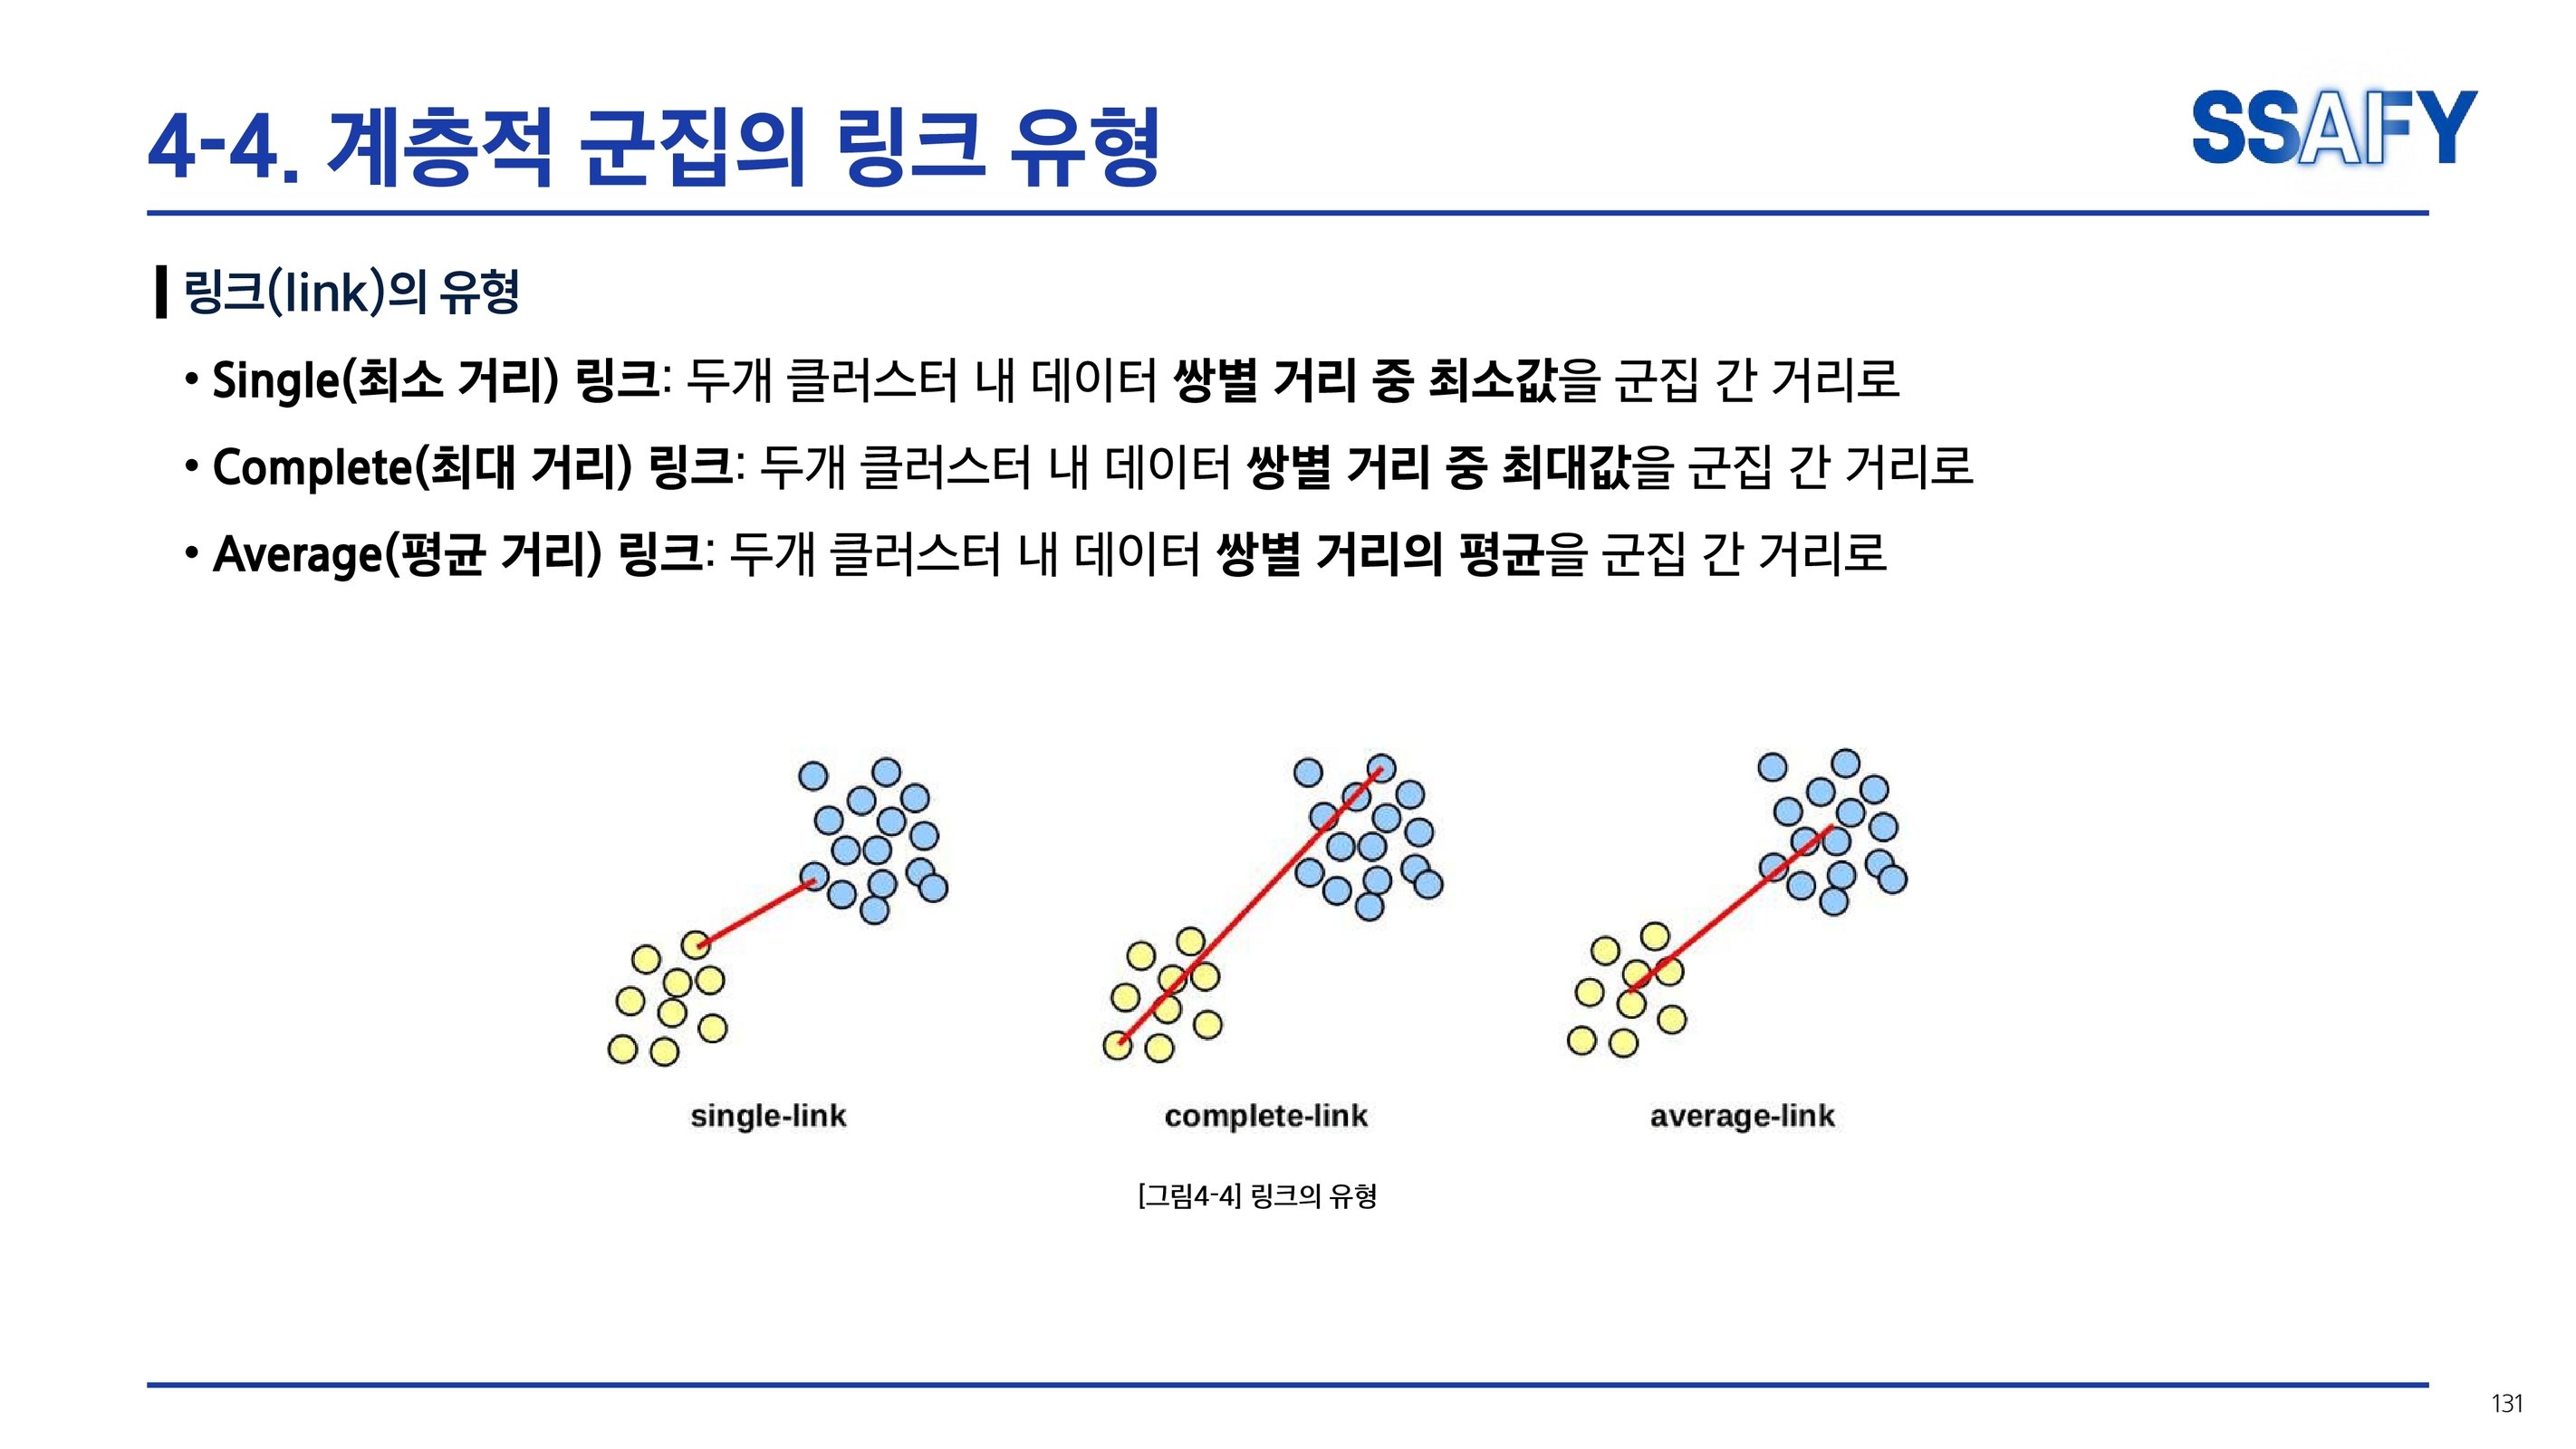 4-4. 계층적 군집의 링크 유형
SSAFY
링크(link)의 유형
• Single(최소 거리) 링크: 두개 클러스터 내 데이터 쌍별 거리 중 최소값을 군집 간 거리로
• Complete(최대 거리) 링크: 두개 클러스터 내 데이터 쌍별 거리 중 최대값을 군집 간 거리로
• Average(평균 거리) 링크: 두개 클러스터 내 데이터 쌍별 거리의 평균을 군집 간 거리로
single-link
complete-link
average-link
[그림4-4] 링크의 유형
131